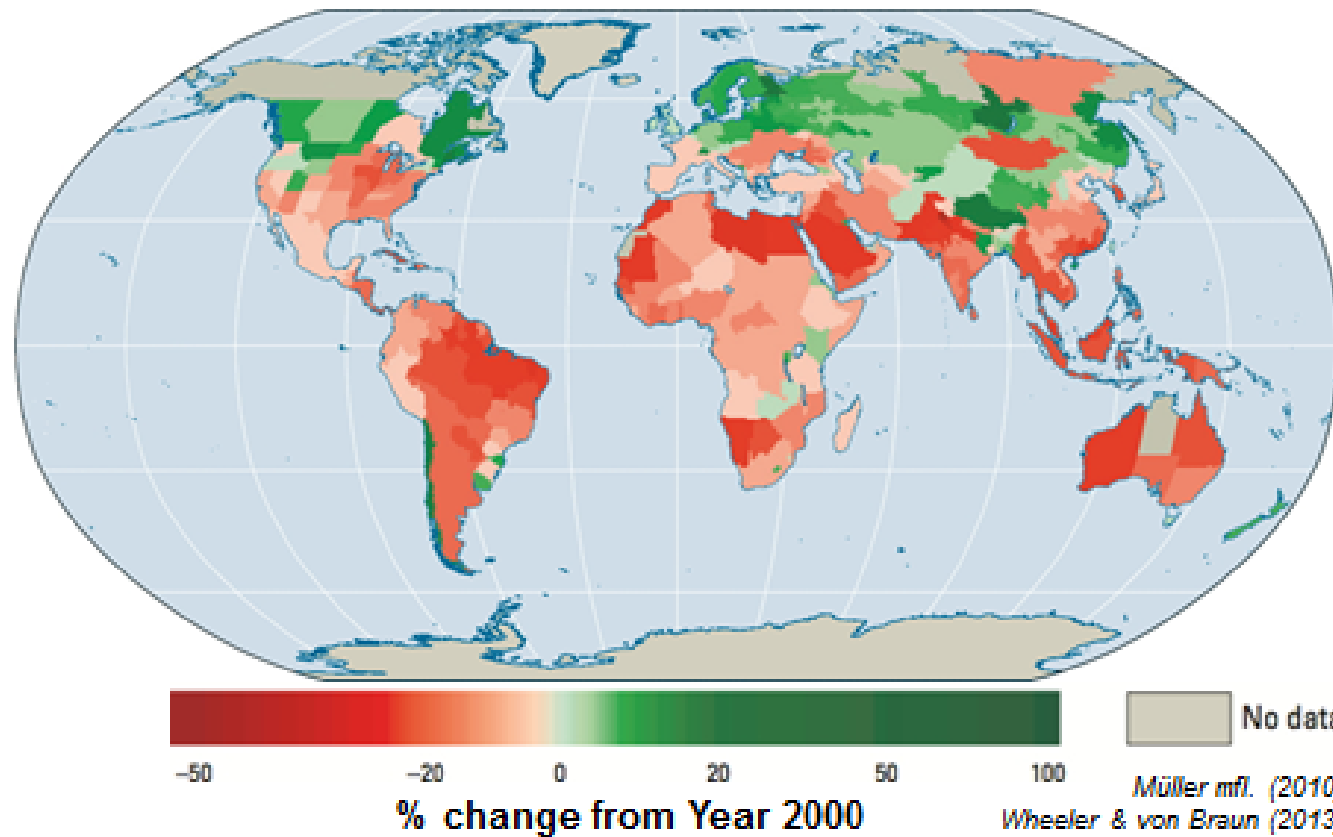 No data
−50 −20 0 20 50 100
% change from Year 2000
Müller mfl. (2010
Wheeler & von Braun (2013